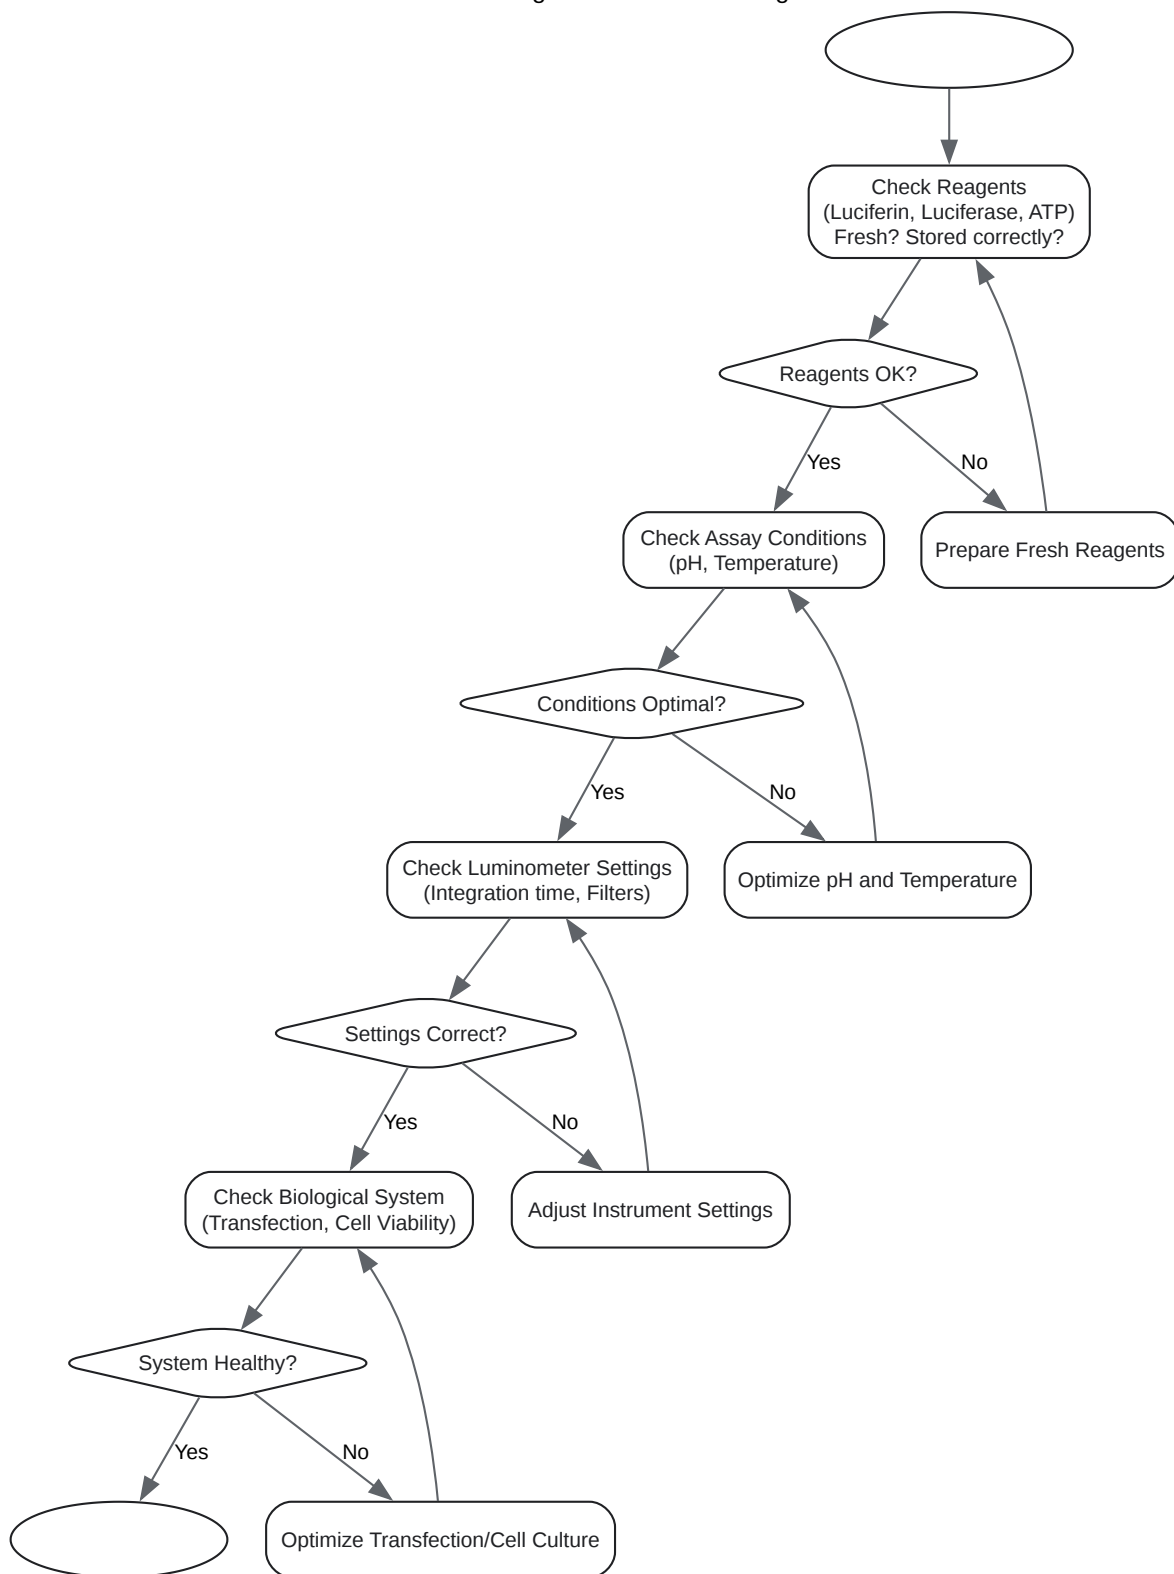 Check Reagents
(Luciferin, Luciferase, ATP)
Fresh? Stored correctly?
Reagents OK?
Yes
No
Check Assay Conditions
(pH, Temperature)
Prepare Fresh Reagents
Conditions Optimal?
Yes
No
Check Luminometer Settings
(Integration time, Filters)
Optimize pH and Temperature
Settings Correct?
Yes
No
Check Biological System
(Transfection, Cell Viability)
Adjust Instrument Settings
System Healthy?
Yes
No
Optimize Transfection/Cell Culture